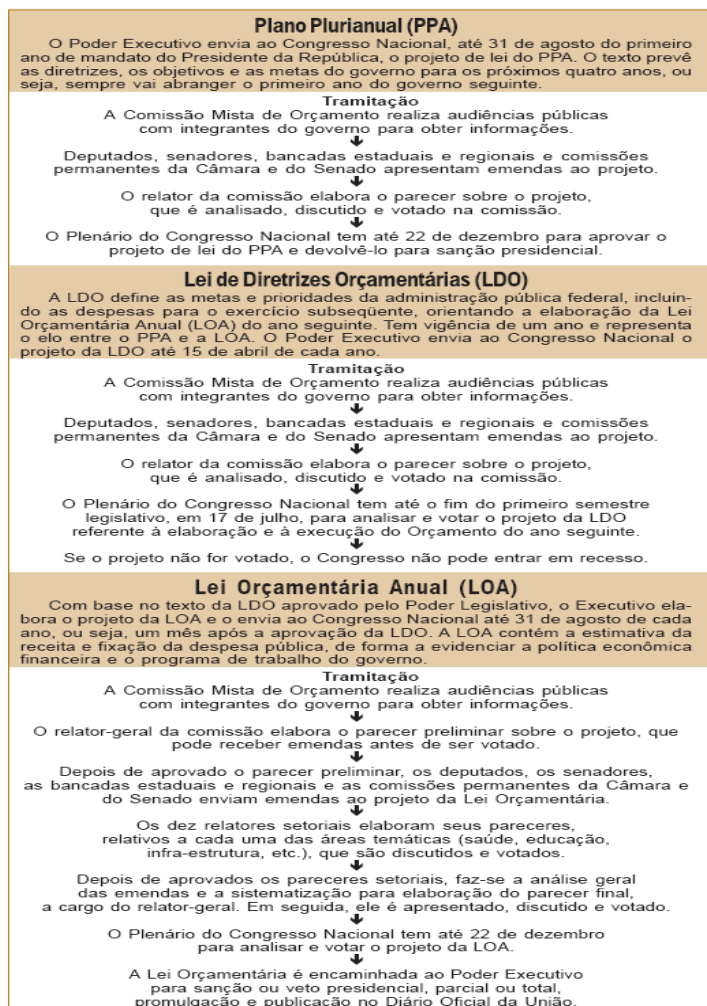 Plano Plurianual (PPA)
O Poder Executivo envia ao Congresso Nacional, até 31 de agosto do primeiro
ano de mandato do Presidente da República, o projeto de lei do PPA. O texto prevê
as diretrizes, os objetivos e as metas do governo para os próximos quatro anos, ou
seja, sempre vai abranger o primeiro ano do governo seguinte.
Tramitação
A Comissão Mista de Orçamento realiza audiências públicas
com integrantes do governo para obter informações.
Deputados, senadores, bancadas estaduais e regionais e comissões
permanentes da Câmara e do Senado apresentam emendas ao projeto.
O relator da comissão elabora o parecer sobre o projeto,
que é analisado, discutido e votado na comissão.
O Plenário do Congresso Nacional tem até 22 de dezembro para aprovar o
projeto de lei do PPA e devolvê-lo para sanção presidencial.
Lei de Diretrizes Orçamentárias (LDO)
A LDO define as metas e prioridades da administração pública federal, incluin-
do as despesas para o exercício subseqüente, orientando a elaboração da Lei
Orçamentária Anual (LOA) do ano seguinte. Tem vigência de um ano e representa
o elo entre o PPA e a LOA. O Poder Executivo envia ao Congresso Nacional o
projeto da LDO até 15 de abril de cada ano.
Tramitação
A Comissão Mista de Orçamento realiza audiências públicas
com integrantes do governo para obter informações.
Deputados, senadores, bancadas estaduais e regionais e comissões
permanentes da Câmara e do Senado apresentam emendas ao projeto.
O relator da comissão elabora o parecer sobre o projeto,
que é analisado, discutido e votado na comissão.
O Plenário do Congresso Nacional tem até o fim do primeiro semestre
legislativo, em 17 de julho, para analisar e votar o projeto da LDO
referente à elaboração e à execução do Orçamento do ano seguinte.
Se o projeto não for votado, o Congresso não pode entrar em recesso.
Lei Orçamentária Anual (LOA)
Com base no texto da LDO aprovado pelo Poder Legislativo, o Executivo ela-
bora o projeto da LOA e o envia ao Congresso Nacional até 31 de agosto de cada
ano, ou seja, um mês após a aprovação da LDO. A LOA contém a estimativa da
receita e fixação da despesa pública, de forma a evidenciar a política econômica
financeira e o programa de trabalho do governo.
Tramitação
A Comissão Mista de Orçamento realiza audiências públicas
com integrantes do governo para obter informações.
O relator-geral da comissão elabora o parecer preliminar sobre o projeto, que
pode receber emendas antes de ser votado.
Depois de aprovado o parecer preliminar, os deputados, os senadores,
as bancadas estaduais e regionais e as comissões permanentes da Câmara e
do Senado enviam emendas ao projeto da Lei Orçamentária.
Os dez relatores setoriais elaboram seus pareceres,
relativos a cada uma das áreas temáticas (saúde, educação,
infra-estrutura, etc.), que são discutidos e votados.
Depois de aprovados os pareceres setoriais, faz-se a análise geral
das emendas e a sistematização para elaboração do parecer final,
a cargo do relator-geral. Em seguida, ele é apresentado, discutido e votado.
O Plenário do Congresso Nacional tem até 22 de dezembro
para analisar e votar o projeto da LOA.
A Lei Orçamentária é encaminhada ao Poder Executivo
para sanção ou veto presidencial, parcial ou total,
promulgação e publicação no Diário Oficial da União.